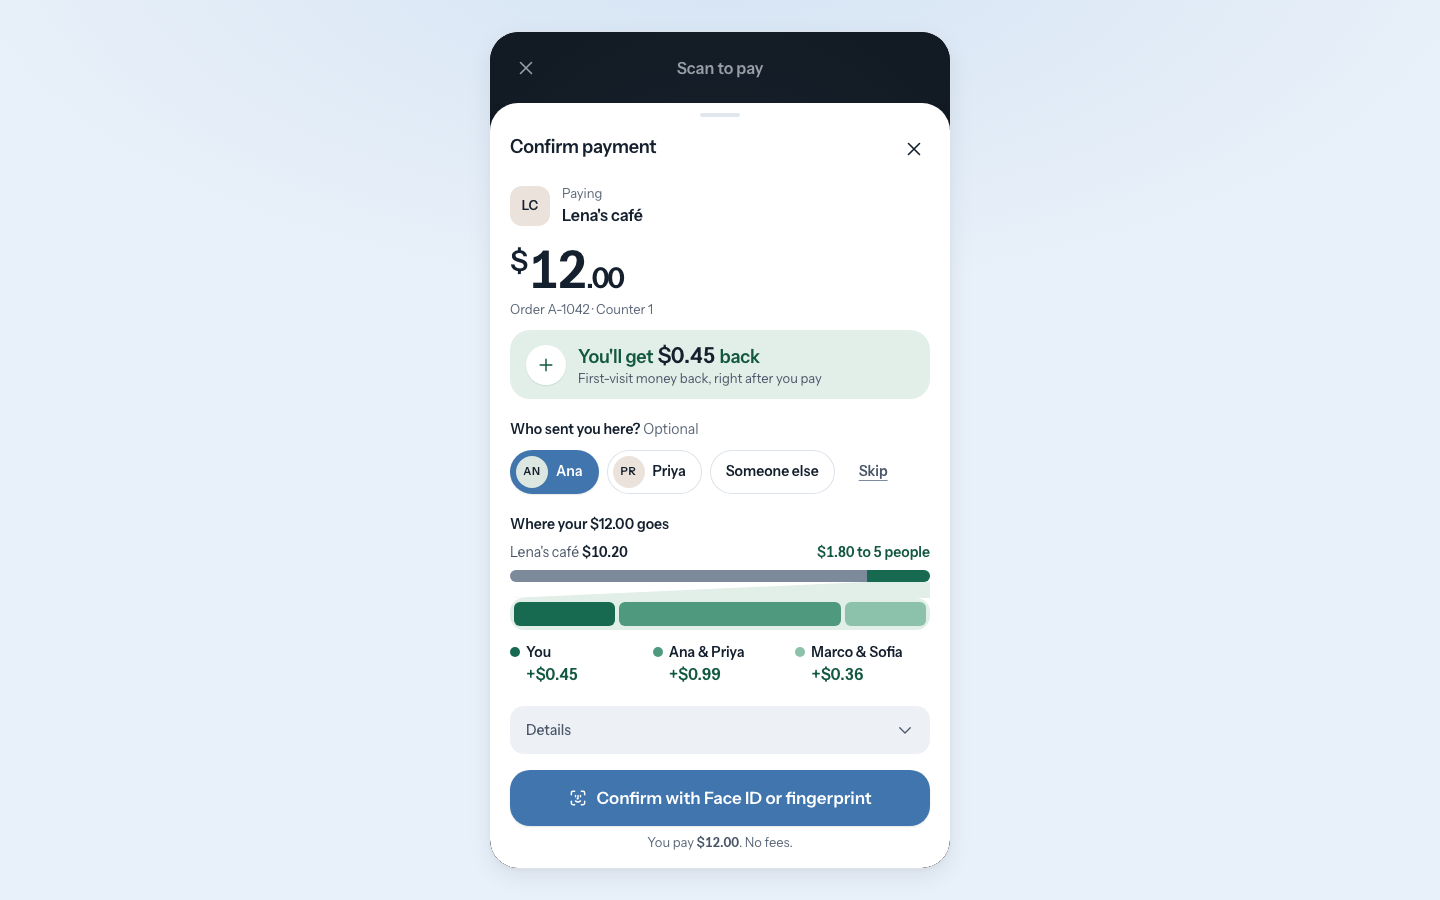 Scan to pay
Confirm payment
LC
Paying
Lena's café
$12.00
Order A-1042 · Counter 1
You'll get $0.45 back
First-visit money back, right after you pay
Who sent you here? Optional
AN Ana
PR Priya
Someone else
Skip
Where your $12.00 goes
Lena's café $10.20
$1.80 to 5 people
You
+$0.45
Ana & Priya
+$0.99
Marco & Sofia
+$0.36
Details
Confirm with Face ID or fingerprint
You pay $12.00. No fees.